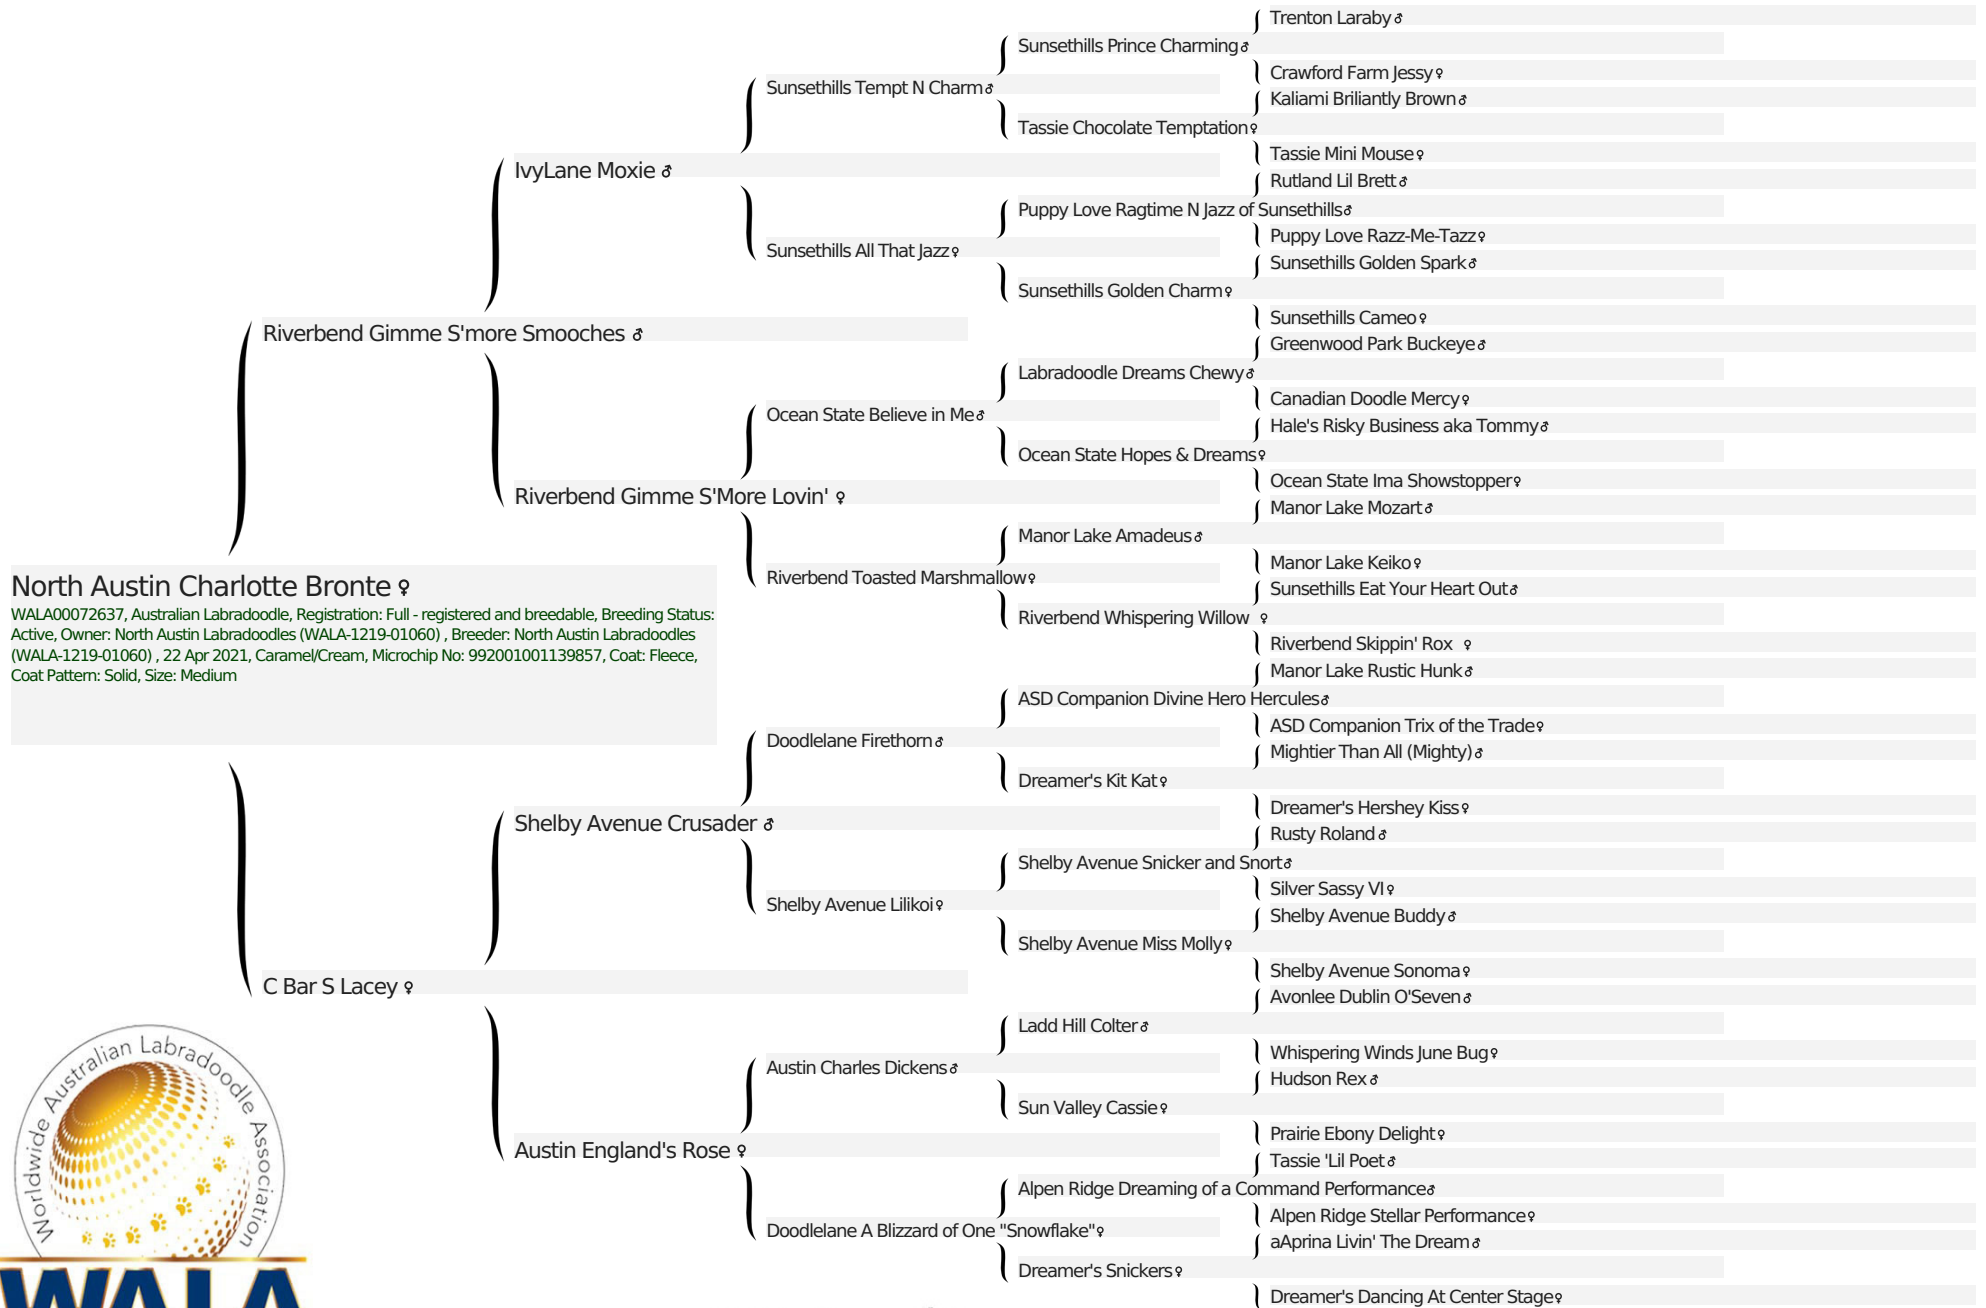 Trenton Laraby♂
Sunsethills Prince Charming♂
Crawford Farm Jessy♀
Sunsethills Tempt N Charm♂
Kaliami Briliantly Brown♂
Tassie Chocolate Temptation♀
Tassie Mini Mouse♀
IvyLane Moxie ♂
Rutland Lil Brett♂
Puppy Love Ragtime N Jazz of Sunsethills♂
Puppy Love Razz-Me-Tazz♀
Sunsethills All That Jazz♀
Sunsethills Golden Spark♂
Sunsethills Golden Charm♀
Sunsethills Cameo♀
Riverbend Gimme S'more Smooches ♂
Greenwood Park Buckeye♂
Labradoodle Dreams Chewy♂
Canadian Doodle Mercy♀
Ocean State Believe in Me♂
Hale's Risky Business aka Tommy♂
Ocean State Hopes & Dreams♀
Ocean State Ima Showstopper♀
Riverbend Gimme S'More Lovin' ♀
Manor Lake Mozart♂
Manor Lake Amadeus♂
Manor Lake Keiko♀
Riverbend Toasted Marshmallow♀
Sunsethills Eat Your Heart Out♂
Riverbend Whispering Willow ♀
Riverbend Skippin' Rox ♀
North Austin Charlotte Bronte ♀
WALA00072637, Australian Labradoodle, Registration: Full - registered and breedable, Breeding Status:
Active, Owner: North Austin Labradoodles (WALA-1219-01060) , Breeder: North Austin Labradoodles
(WALA-1219-01060) , 22 Apr 2021, Caramel/Cream, Microchip No: 992001001139857, Coat: Fleece,
Coat Pattern: Solid, Size: Medium
Manor Lake Rustic Hunk♂
ASD Companion Divine Hero Hercules♂
ASD Companion Trix of the Trade♀
Doodlelane Firethorn♂
Mightier Than All (Mighty)♂
Dreamer's Kit Kat♀
Dreamer's Hershey Kiss♀
Shelby Avenue Crusader ♂
Rusty Roland♂
Shelby Avenue Snicker and Snort♂
Silver Sassy VI♀
Shelby Avenue Lilikoi♀
Shelby Avenue Buddy♂
Shelby Avenue Miss Molly♀
Shelby Avenue Sonoma♀
C Bar S Lacey ♀
Avonlee Dublin O'Seven♂
Ladd Hill Colter♂
Whispering Winds June Bug♀
Austin Charles Dickens♂
Hudson Rex♂
Sun Valley Cassie♀
Prairie Ebony Delight♀
Austin England's Rose ♀
Tassie 'Lil Poet♂
Alpen Ridge Dreaming of a Command Performance♂
Alpen Ridge Stellar Performance♀
Doodlelane A Blizzard of One "Snowflake"♀
aAprina Livin' The Dream♂
Dreamer's Snickers♀
Dreamer's Dancing At Center Stage♀
Worldwide Australian Labradoodle Association
WALA